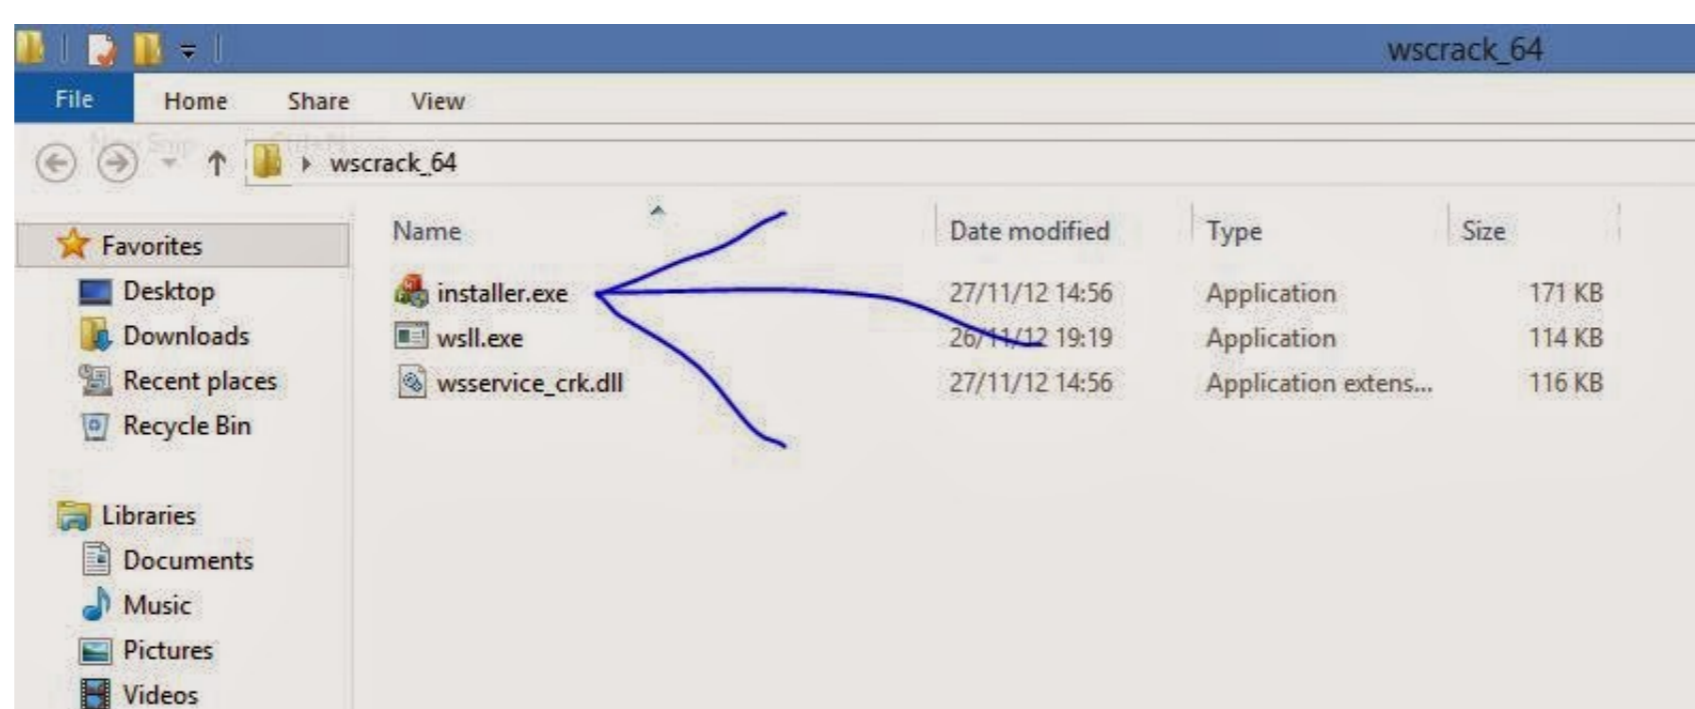 wscrack_64
File Home Share View
wscrack_64
Name Date modified Type Size
Favorites
Desktop
Downloads
Recent places
Recycle Bin
installer.exe 27/11/12 14:56 Application 171 KB
wsll.exe 26/11/12 19:19 Application 114 KB
wsservice_crk.dll 27/11/12 14:56 Application extens... 116 KB
Libraries
Documents
Music
Pictures
Videos